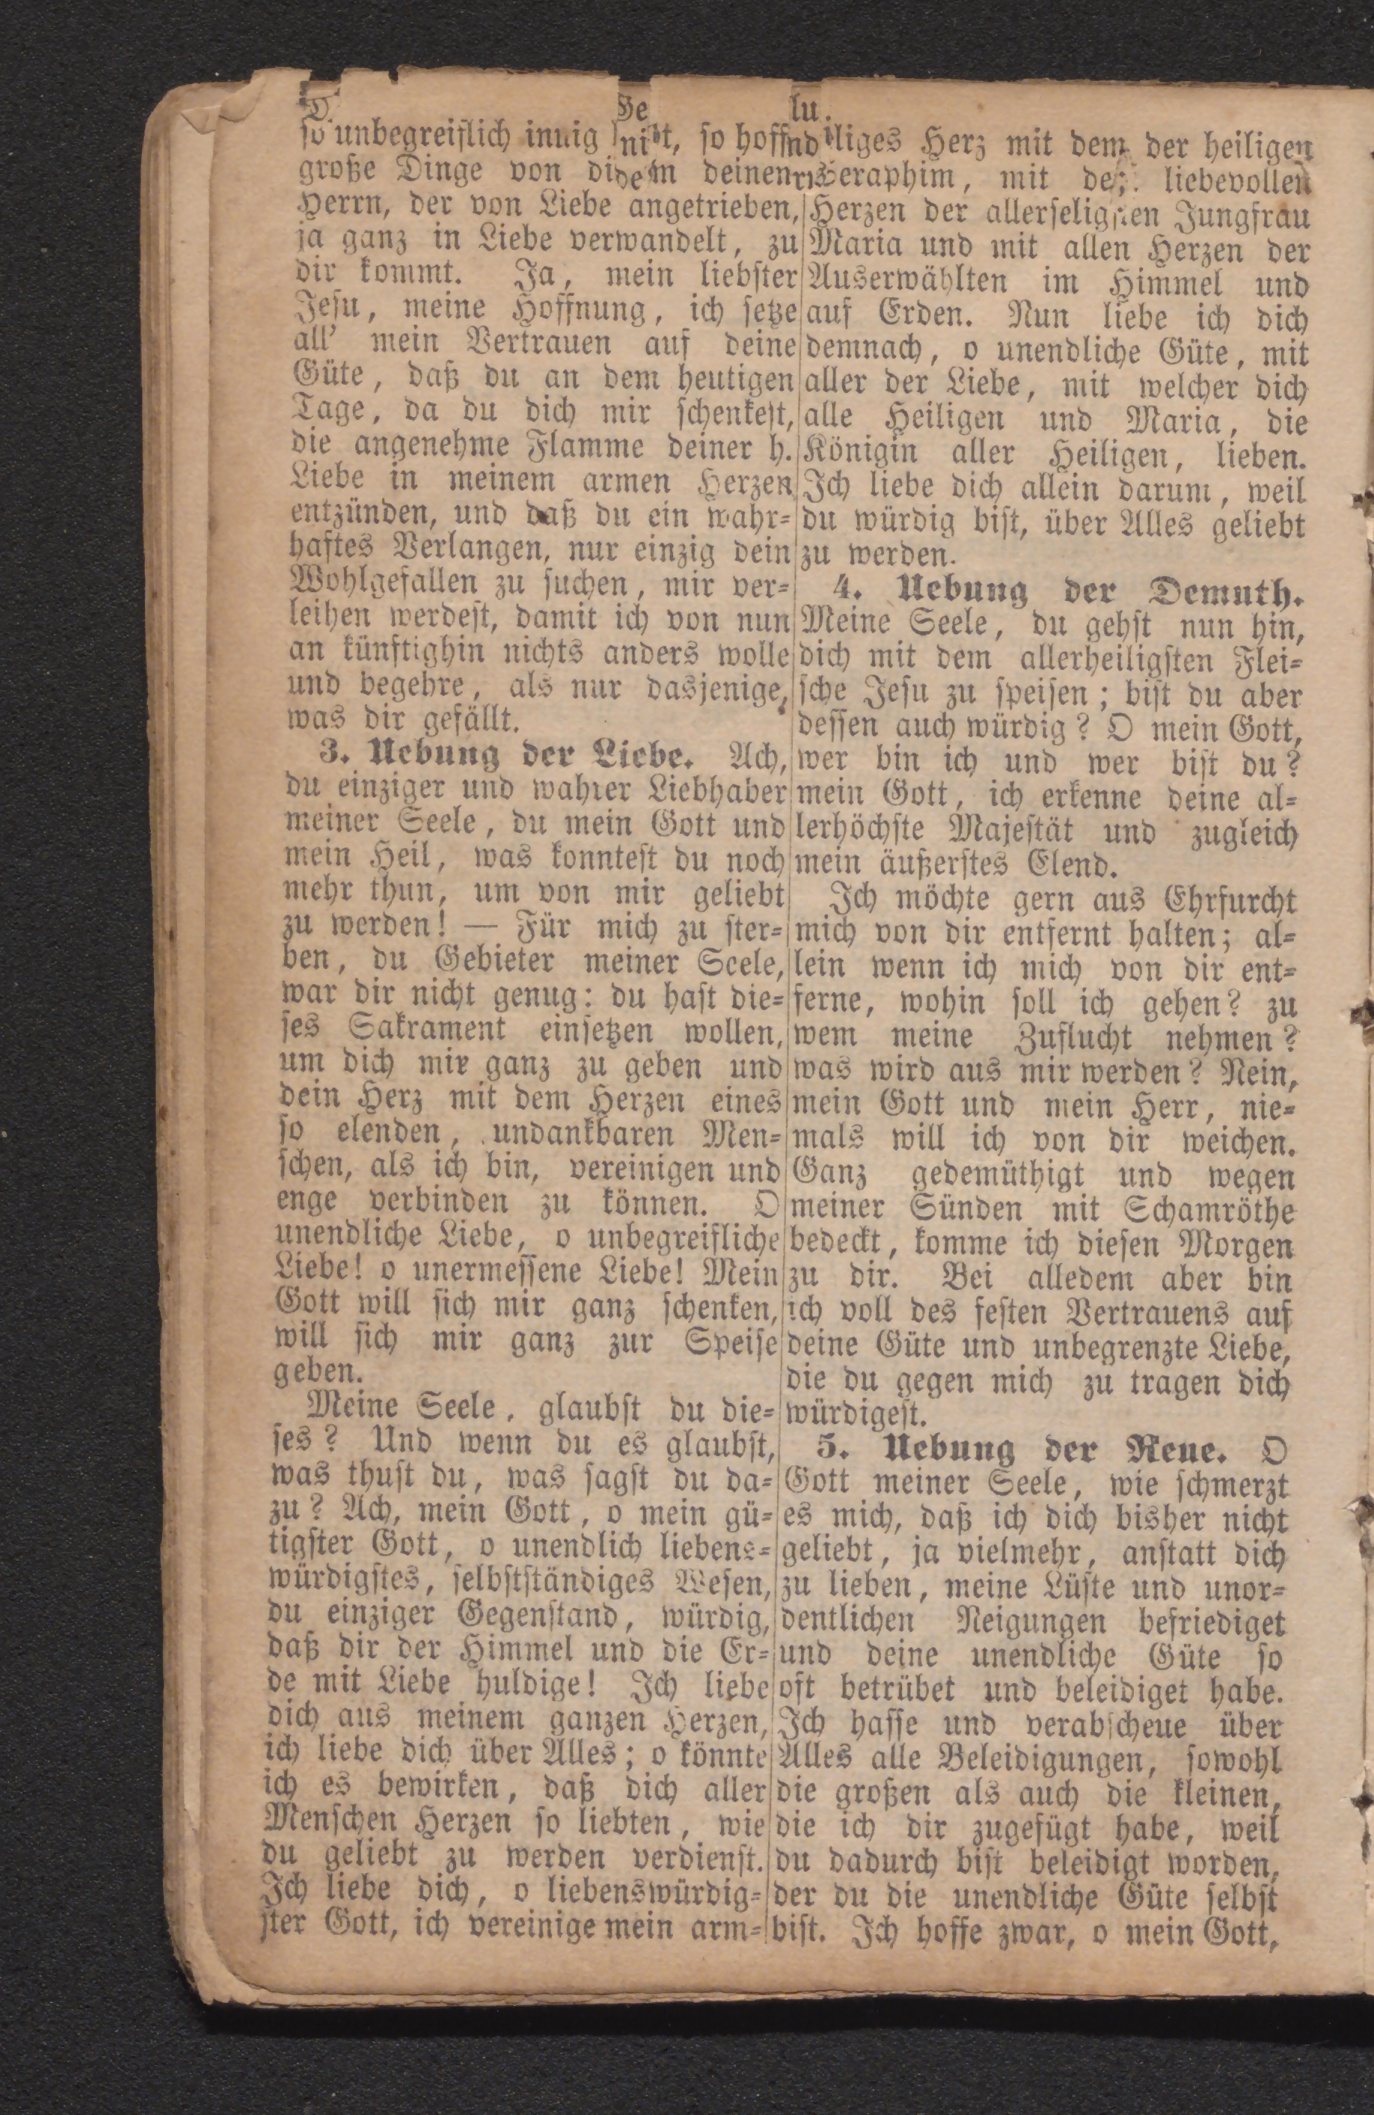 so unbegreiflich innig t, so hoff
große Dinge von di m deinen
Herrn, der von Liebe angetrieben,
ja ganz in Liebe verwandelt, zu
dir kommt. Ja, mein liebster
Jesu, meine Hoffnung, ich setze
all' mein Vertrauen auf deine
Güte, daß du an dem heutigen
Tage, da du dich mir schenkest,
die angenehme Flamme deiner h.
Liebe in meinem armen Herzen
entzünden, und daß du ein wahr-
haftes Verlangen, nur einzig dein
Wohlgefallen zu suchen, mir ver-
leihen werdest, damit ich von nun
an künftighin nichts anders wolle
und begehre, als nur dasjenige,
was dir gefällt.
3. Uebung der Liebe. Ach,
du einziger und wahrer Liebhaber
meiner Seele, du mein Gott und
mein Heil, was konntest du noch
mehr thun, um von mir geliebt
zu werden! — Für mich zu ster-
ben, du Gebieter meiner Seele,
war dir nicht genug: du hast die-
ses Sakrament einsetzen wollen,
um dich mir ganz zu geben und
dein Herz mit dem Herzen eines
so elenden, undankbaren Men-
schen, als ich bin, vereinigen und
enge verbinden zu können. O
unendliche Liebe, o unbegreifliche
Liebe! o unermessene Liebe! Mein
Gott will sich mir ganz schenken,
will sich mir ganz zur Speise
geben.
Meine Seele, glaubst du die-
ses? Und wenn du es glaubst,
was thust du, was sagst du da-
zu? Ach, mein Gott, o mein gü-
tigster Gott, o unendlich liebens-
würdigstes, selbstständiges Wesen,
du einziger Gegenstand, würdig,
daß dir der Himmel und die Er-
de mit Liebe huldige! Ich liebe
dich aus meinem ganzen Herzen,
ich liebe dich über Alles; o könnte
ich es bewirken, daß dich aller
Menschen Herzen so liebten, wie
du geliebt zu werden verdienst.
Ich liebe dich, o liebenswürdig-
ster Gott, ich vereinige mein arm-
liges Herz mit dem der heiligen
Seraphim, mit de liebevollen
Herzen der allerseligsten Jungfrau
Maria und mit allen Herzen der
Auserwählten im Himmel und
auf Erden. Nun liebe ich dich
demnach, o unendliche Güte, mit
aller der Liebe, mit welcher dich
alle Heiligen und Maria, die
Königin aller Heiligen, lieben.
Ich liebe dich allein darum, weil
du würdig bist, über Alles geliebt
zu werden.
4. Uebung der Demuth.
Meine Seele, du gehst nun hin,
dich mit dem allerheiligsten Flei-
sche Jesu zu speisen; bist du aber
dessen auch würdig? O mein Gott,
wer bin ich und wer bist du?
mein Gott, ich erkenne deine al-
lerhöchste Majestät und zugleich
mein äußerstes Elend.
Ich möchte gern aus Ehrfurcht
mich von dir entfernt halten; al-
lein wenn ich mich von dir ent-
ferne, wohin soll ich gehen? zu
wem meine Zuflucht nehmen?
was wird aus mir werden? Nein,
mein Gott und mein Herr, nie-
mals will ich von dir weichen.
Ganz gedemüthigt und wegen
meiner Sünden mit Schamröthe
bedeckt, komme ich diesen Morgen
zu dir. Bei alledem aber bin
ich voll des festen Vertrauens auf
deine Güte und unbegrenzte Liebe,
die du gegen mich zu tragen dich
würdigest.
5. Uebung der Reue. O
Gott meiner Seele, wie schmerzt
es mich, daß ich dich bisher nicht
geliebt, ja vielmehr, anstatt dich
zu lieben, meine Lüste und unor-
dentlichen Neigungen befriediget
und deine unendliche Güte so
oft betrübet und beleidiget habe.
Ich hasse und verabscheue über
Alles alle Beleidigungen, sowohl
die großen als auch die kleinen,
die ich dir zugefügt habe, weil
du dadurch bist beleidigt worden,
der du die unendliche Güte selbst
bist. Ich hoffe zwar, o mein Gott,